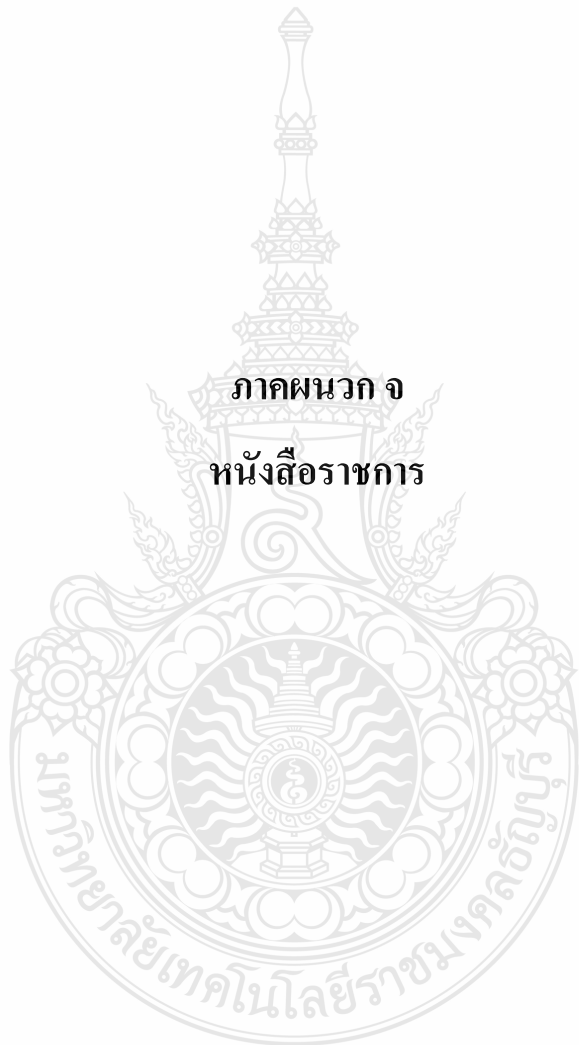 ภาคผนวก จ
หนังสือราชการ
มหาวิทยาลัยเทคโนโลยีราชมงคลธัญบุรี